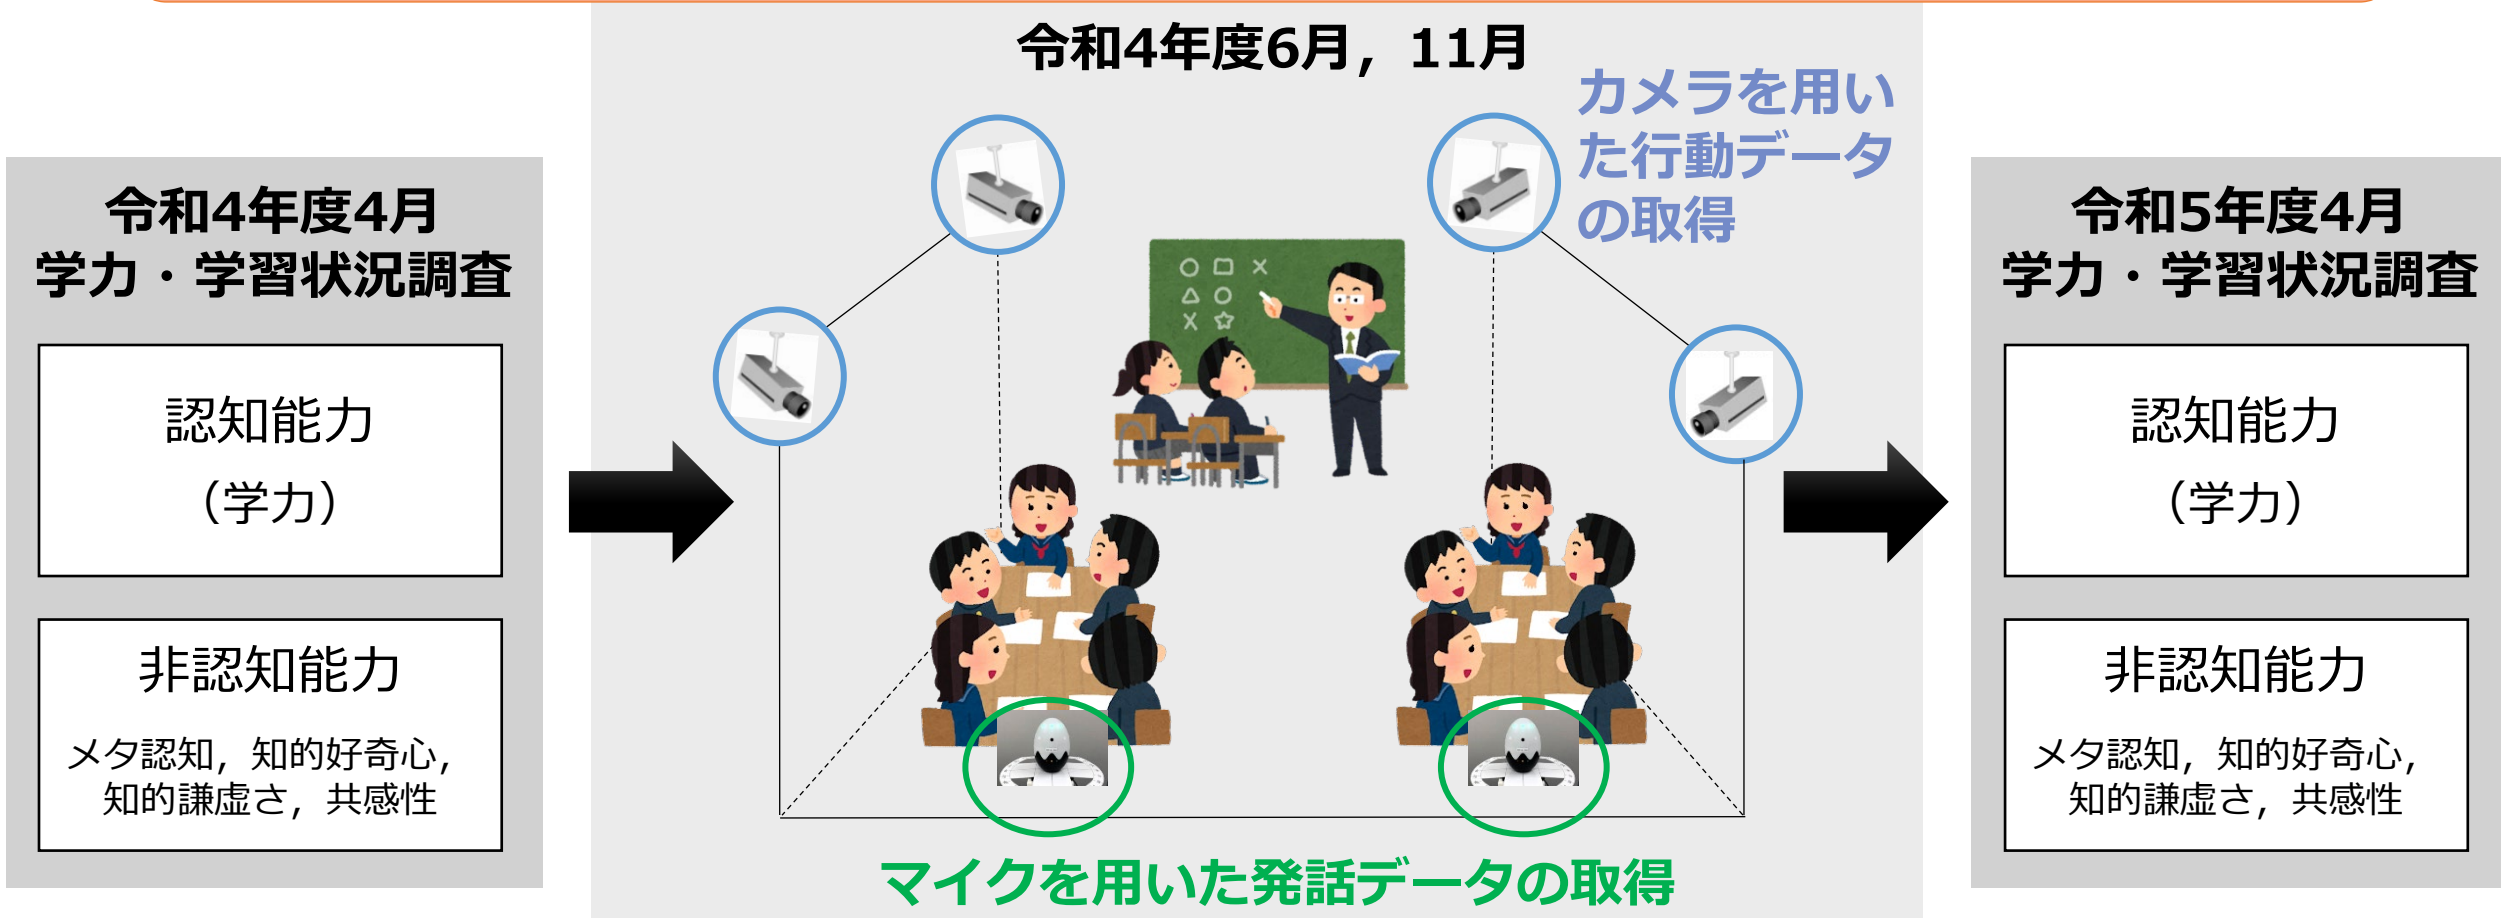 令和4年度6月，11月
カメラを用い
た行動データ
の取得
令和4年度4月
学力・学習状況調査
認知能力
（学力）
非認知能力
メタ認知，知的好奇心，
知的謙虚さ，共感性
マイクを用いた発話データの取得
令和5年度4月
学力・学習状況調査
認知能力
（学力）
非認知能力
メタ認知，知的好奇心，
知的謙虚さ，共感性